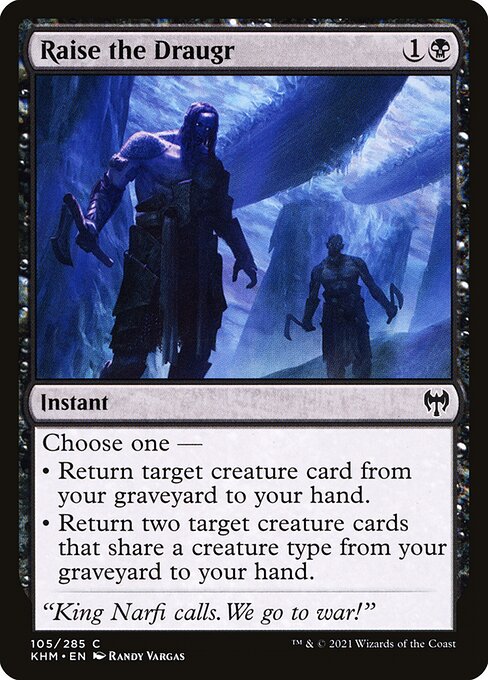 Raise the Draugr 1
Instant
Choose one —
• Return target creature card from
your graveyard to your hand.
• Return two target creature cards
that share a creature type from your
graveyard to your hand.
“King Narfi calls. We go to war!”
105/285 C
KHM • EN Randy Vargas
™ & © 2021 Wizards of the Coast